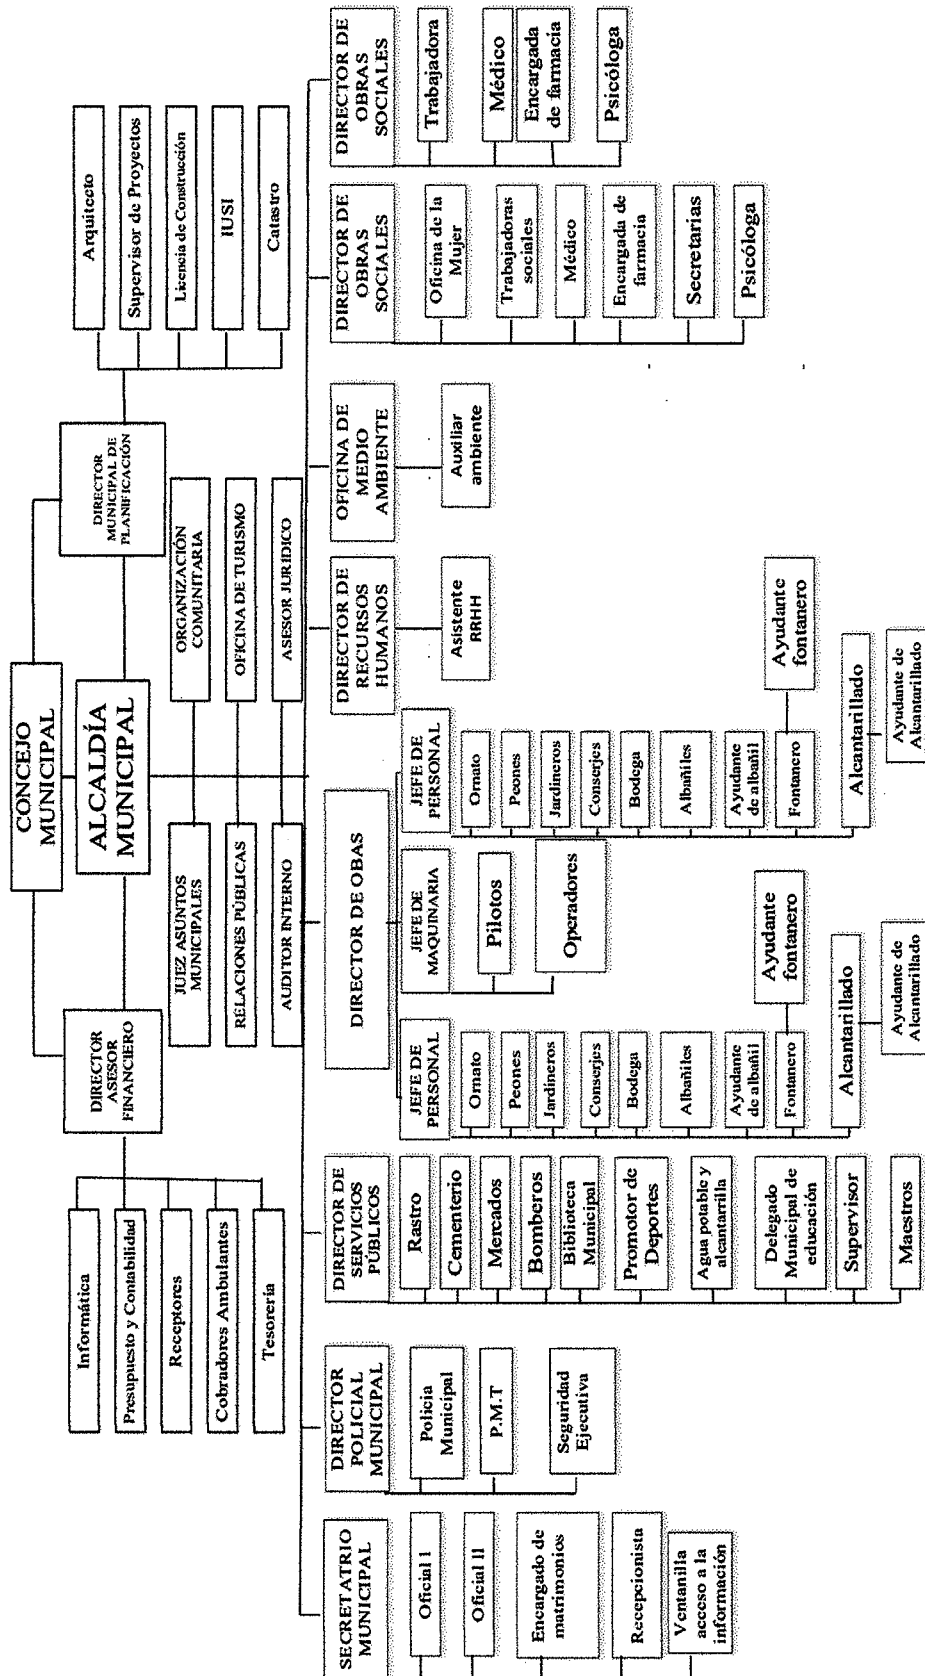 CONCEJO
MUNICIPAL
ALCALDÍA
MUNICIPAL
DIRECTOR
ASESOR
FINANCIERO
DIRECTOR
MUNICIPAL DE
PLANIFICACIÓN
Informática
Presupuesto y Contabilidad
Receptores
Cobradores Ambulantes
Tesorería
Arquitecto
Supervisor de Proyectos
Licencia de Construcción
IUSI
Catastro
JUEZ ASUNTOS
MUNICIPALES
RELACIONES PÚBLICAS
AUDITOR INTERNO
ORGANIZACIÓN
COMUNITARIA
OFICINA DE TURISMO
ASESOR JURIDICO
SECRETATRIO
MUNICIPAL
Oficial I
Oficial II
Encargado de
matrimonios
Recepcionista
Ventanilla
acceso a la
información
DIRECTOR
POLICIAL
MUNICIPAL
Policia
Municipal
P.M.T
Seguridad
Ejecutiva
DIRECTOR DE
SERVICIOS
PÚBLICOS
Rastro
Cementerio
Mercados
Bomberos
Biblioteca
Municipal
Promotor de
Deportes
Agua potable y
alcantarrilla
Delegado
Municipal de
educación
Supervisor
Maestros
DIRECTOR DE OBAS
JEFE DE
PERSONAL
Ornato
Peones
Jardineros
Conserjes
Bodega
Albañites
Ayudante
de albañil
Fontanero
Ayudante
fontanero
Alcantarillado
Ayudante de
Alcantarillado
JEFE DE
MAQUINARIA
Pilotos
Operadores
JEFE DE
PERSONAL
Ornato
Peones
Jardineros
Conserjes
Bodega
Albañiles
Ayudante
de albañil
Fontanero
Ayudante
fontanero
Alcantarillado
Ayudante de
Alcantarillado
DIRECTOR DE
RECURSOS
HUMANOS
Asistente
RRHH
OFICINA DE
MEDIO
AMBIENTE
Auxiliar
ambiente
DIRECTOR DE
OBRAS
SOCIALES
Oficina de la
Mujer
Trabajadoras
sociales
Médico
Encargada de
farmacia
Secretarias
Psicóloga
DIRECTOR DE
OBRAS
SOCIALES
Trabajadora
Médico
Encargada
de farmacia
Psicóloga